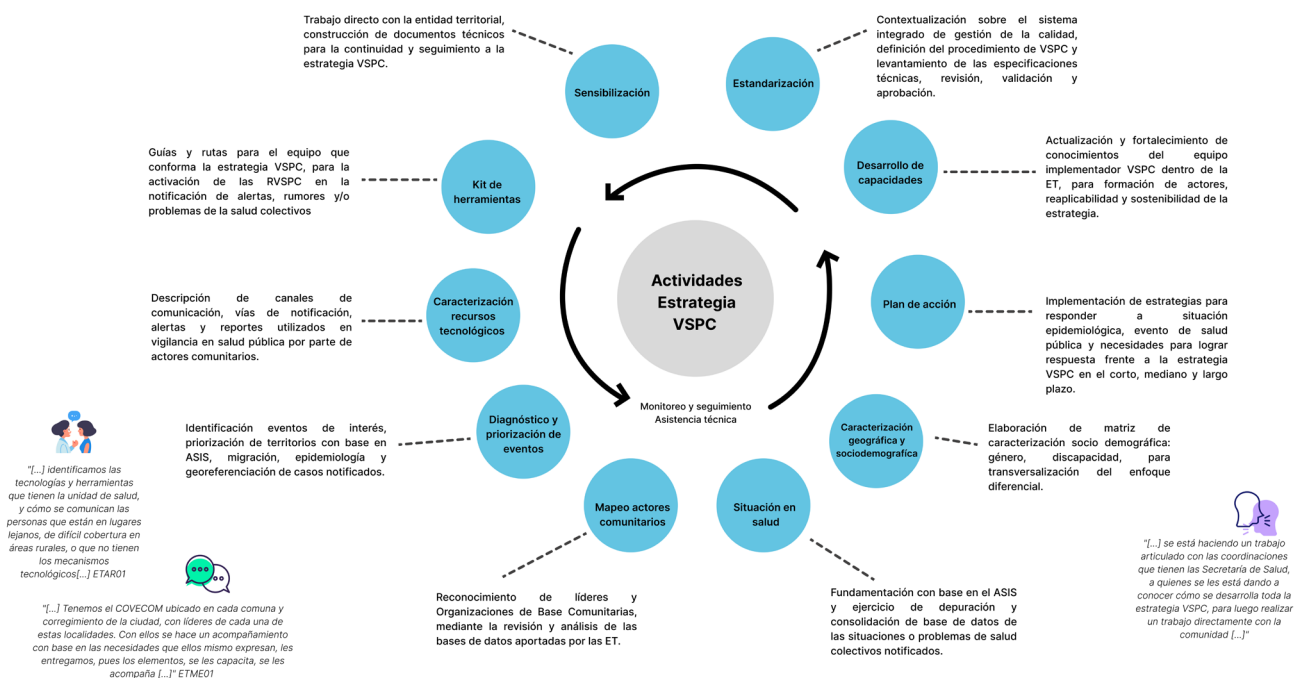 Trabajo directo con la entidad territorial,
construcción de documentos técnicos
para la continuidad y seguimiento a la
estrategia VSPC.
Sensibilización
Estandarización
Contextualización sobre el sistema
integrado de gestión de la calidad,
definición del procedimiento de VSPC y
levantamiento de las especificaciones
técnicas, revisión, validación y
aprobación.
Guías y rutas para el equipo que
conforma la estrategia VSPC, para la
activación de las RVSPC en la
notificación de alertas, rumores y/o
problemas de la salud colectivos
Kit de
herramientas
Desarrollo de
capacidades
Actualización y fortalecimiento de
conocimientos del equipo
implementador VSPC dentro de la
ET, para formación de actores,
reaplicabilidad y sostenibilidad de la
estrategia.
Actividades
Estrategia
VSPC
Descripción de canales de
comunicación, vías de notificación,
alertas y reportes utilizados en
vigilancia en salud pública por parte de
actores comunitarios.
Caracterización
recursos
tecnológicos
Plan de acción
Implementación de estrategias para
responder a situación
epidemiológica, evento de salud
pública y necesidades para lograr
respuesta frente a la estrategia
VSPC en el corto, mediano y largo
plazo.
Monitoreo y seguimiento
Asistencia técnica
Identificación eventos de interés,
priorización de territorios con base en
ASIS, migración, epidemiología y
georeferenciación de casos notificados.
Diagnóstico y
priorización de
eventos
Caracterización
geográfica y
sociodemografíca
Elaboración de matriz de
caracterización socio demográfica:
género, discapacidad, para
transversalización del enfoque
diferencial.
"[...] identificamos las
tecnologías y herramientas
que tienen la unidad de salud,
y cómo se comunican las
personas que están en lugares
lejanos, de difícil cobertura en
áreas rurales, o que no tienen
los mecanismos
tecnológicos[...] ETAR01
Mapeo actores
comunitarios
Situación en
salud
"[...] se está haciendo un trabajo
articulado con las coordinaciones
que tienen las Secretaría de Salud,
a quienes se les está dando a
conocer cómo se desarrolla toda la
estrategia VSPC, para luego realizar
un trabajo directamente con la
comunidad [...]"
"[...] Tenemos el COVECOM ubicado en cada comuna y
corregimiento de la ciudad, con líderes de cada una de
estas localidades. Con ellos se hace un acompañamiento
con base en las necesidades que ellos mismo expresan, les
entregamos, pues los elementos, se les capacita, se les
acompaña [...]" ETME01
Reconocimiento de líderes y
Organizaciones de Base Comunitarias,
mediante la revisión y análisis de las
bases de datos aportadas por las ET.
Fundamentación con base en el ASIS
y ejercicio de depuración y
consolidación de base de datos de
las situaciones o problemas de salud
colectivos notificados.